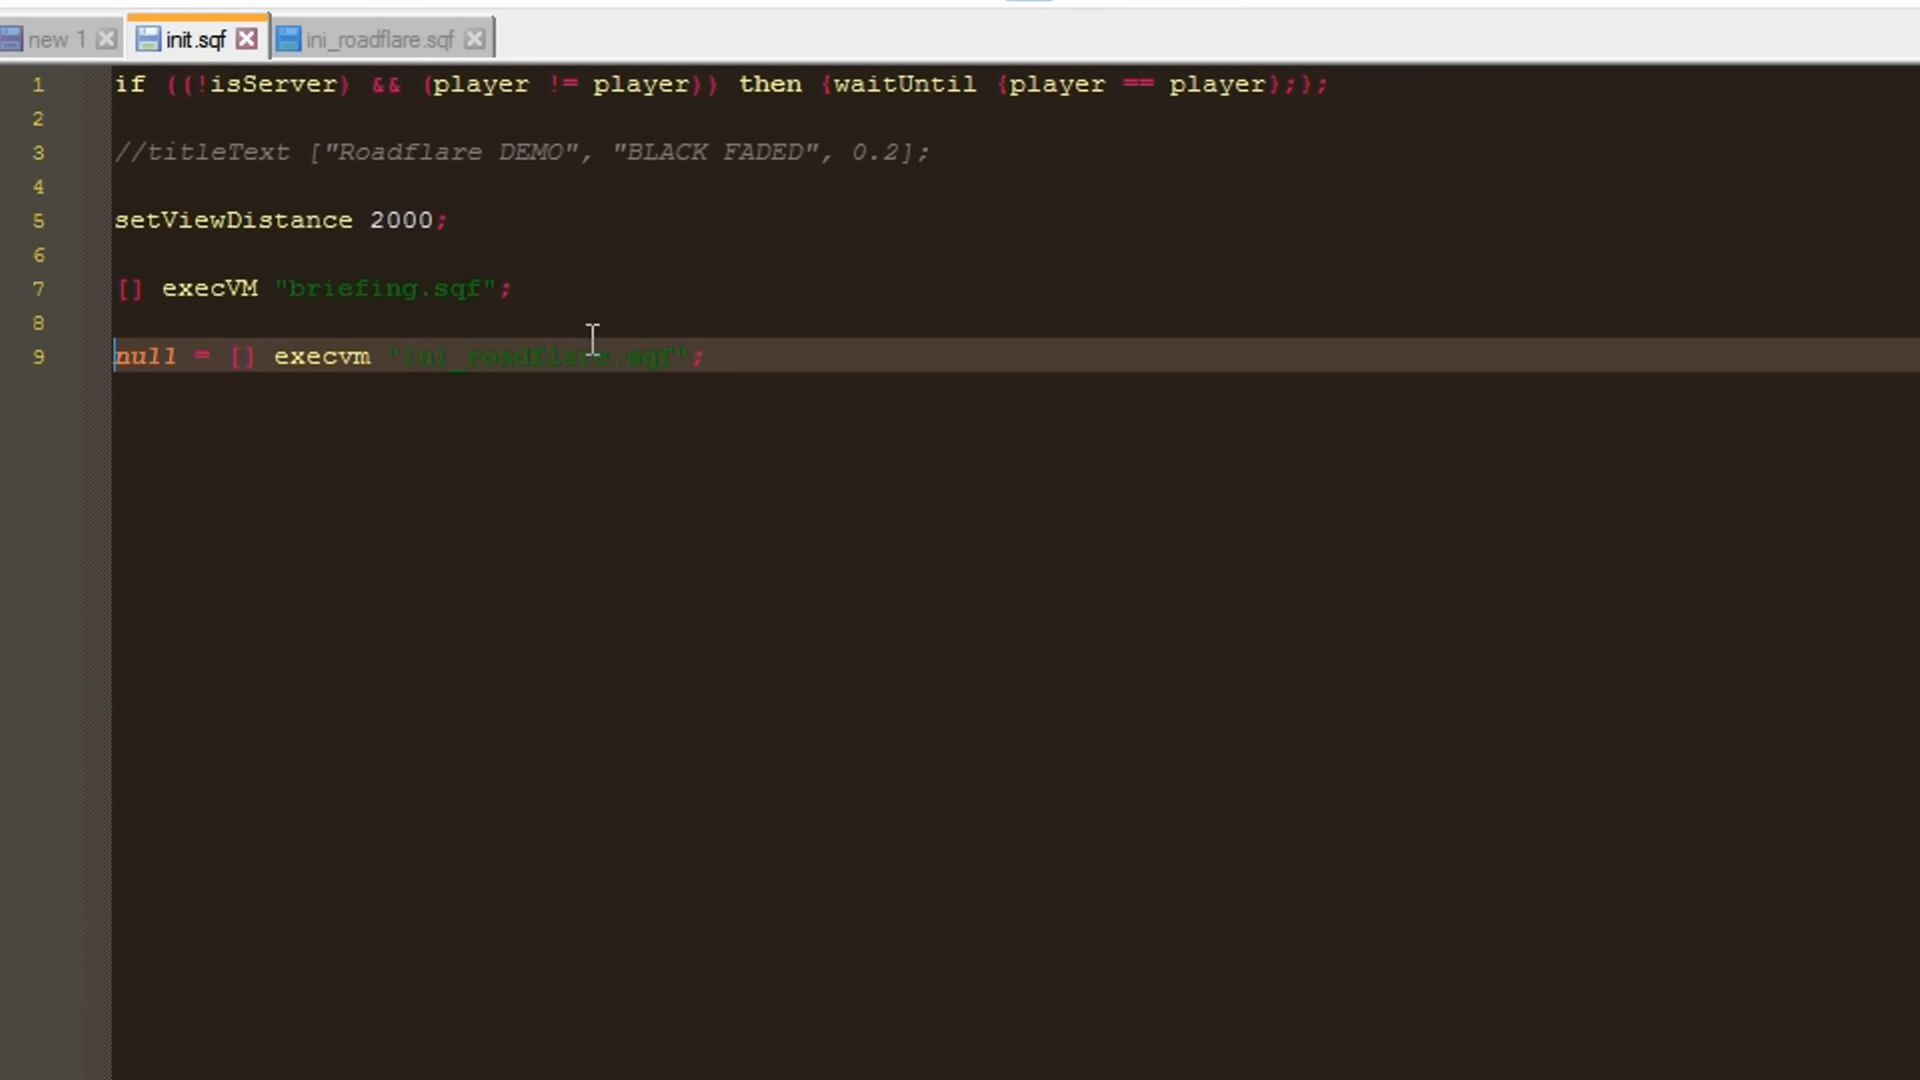 new 1
init.sqf
ini_roadflare.sqf
1 if ((!isServer) && (player != player)) then {waitUntil {player == player};};
2
3 //titleText ["Roadflare DEMO", "BLACK FADED", 0.2];
4
5 setViewDistance 2000;
6
7 [] execVM "briefing.sqf";
8
9 null = [] execvm "ini_roadflare.sqf";